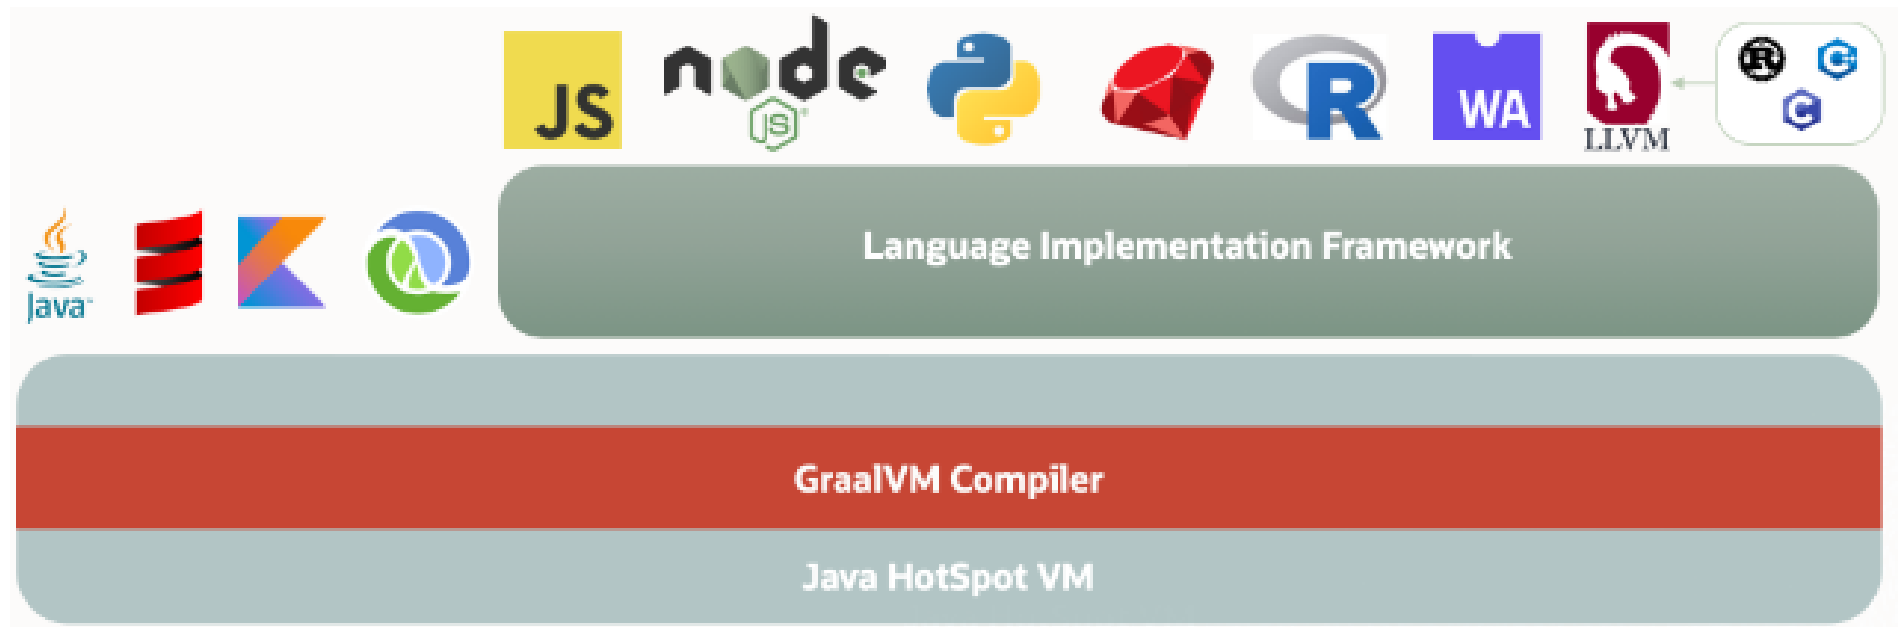 JS
node
JS
R
WA
LLVM
R
C
C
Java
Language Implementation Framework
GraalVM Compiler
Java HotSpot VM